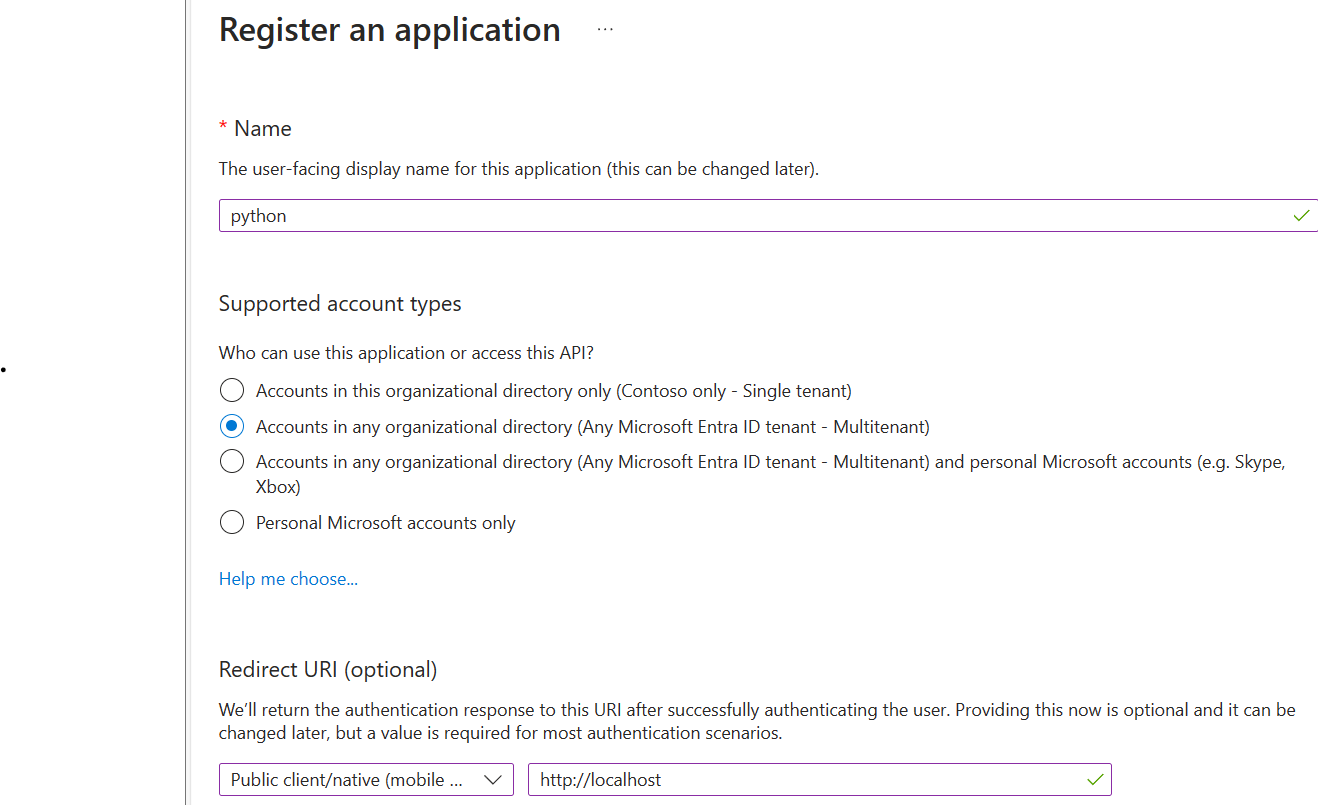 Register an application ...
* Name
The user-facing display name for this application (this can be changed later).
python
Supported account types
Who can use this application or access this API?
Accounts in this organizational directory only (Contoso only - Single tenant)
Accounts in any organizational directory (Any Microsoft Entra ID tenant - Multitenant)
Accounts in any organizational directory (Any Microsoft Entra ID tenant - Multitenant) and personal Microsoft accounts (e.g. Skype,
Xbox)
Personal Microsoft accounts only
Help me choose...
Redirect URI (optional)
We'll return the authentication response to this URI after successfully authenticating the user. Providing this now is optional and it can be
changed later, but a value is required for most authentication scenarios.
Public client/native (mobile ... http://localhost